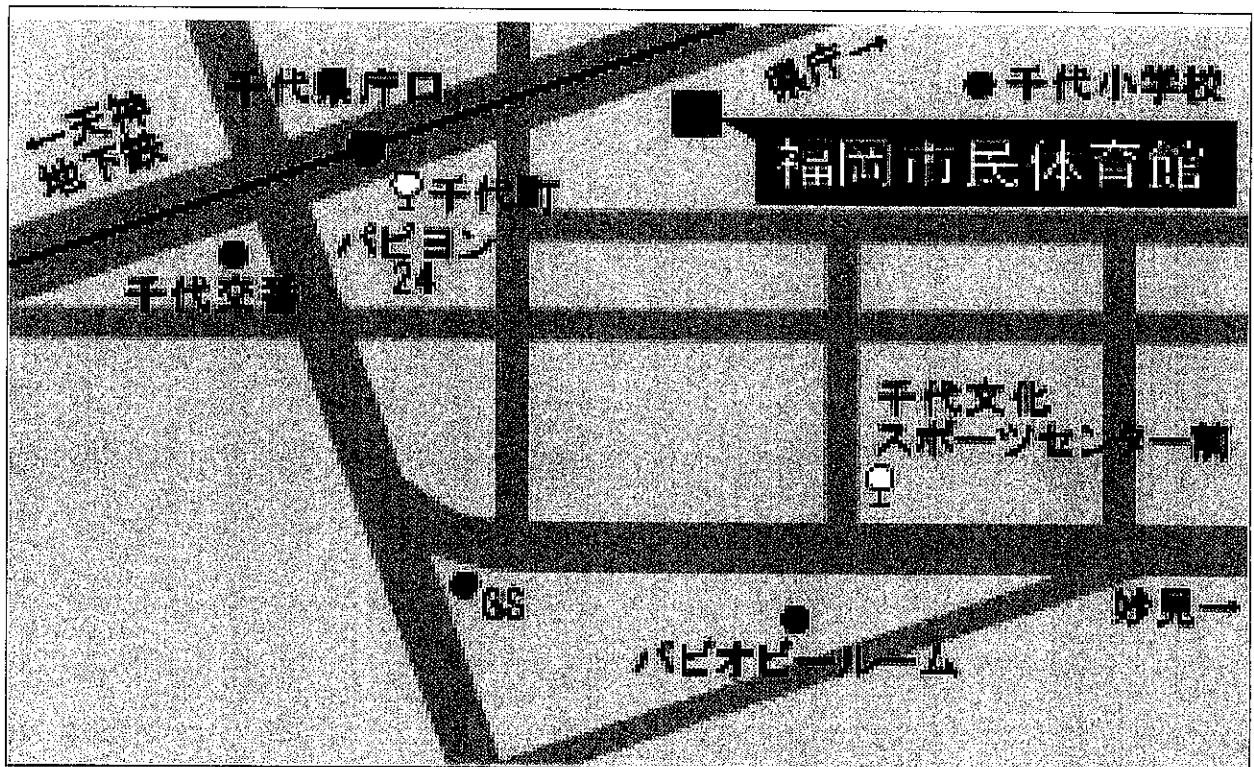 千代県庁口
県庁→
●千代小学校
←天神
地下鉄
福岡市民体育館
千代町
パピヨン
24
千代交番
千代文化
スポーツセンター前
GS
妙見→
パピオビールーム